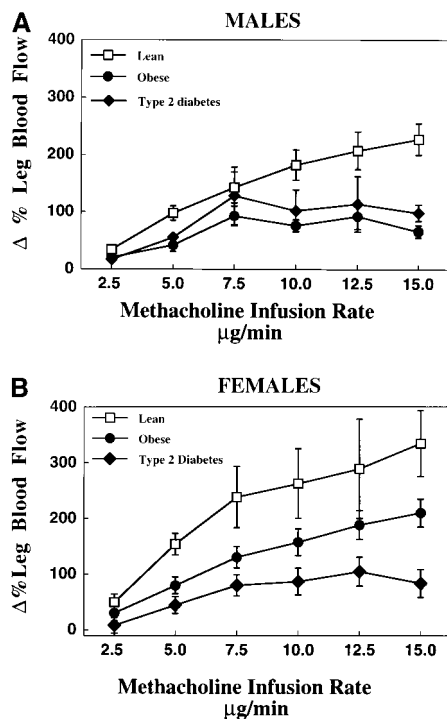 A
MALES
400
Lean
Obese
300
Type 2 diabetes
200
100
0
Δ % Leg Blood Flow
2.5 5.0 7.5 10.0 12.5 15.0
Methacholine Infusion Rate
μg/min
B
FEMALES
400
Lean
Obese
300
Type 2 Diabetes
200
100
0
Δ%Leg Blood Flow
2.5 5.0 7.5 10.0 12.5 15.0
Methacholine Infusion Rate
μg/min